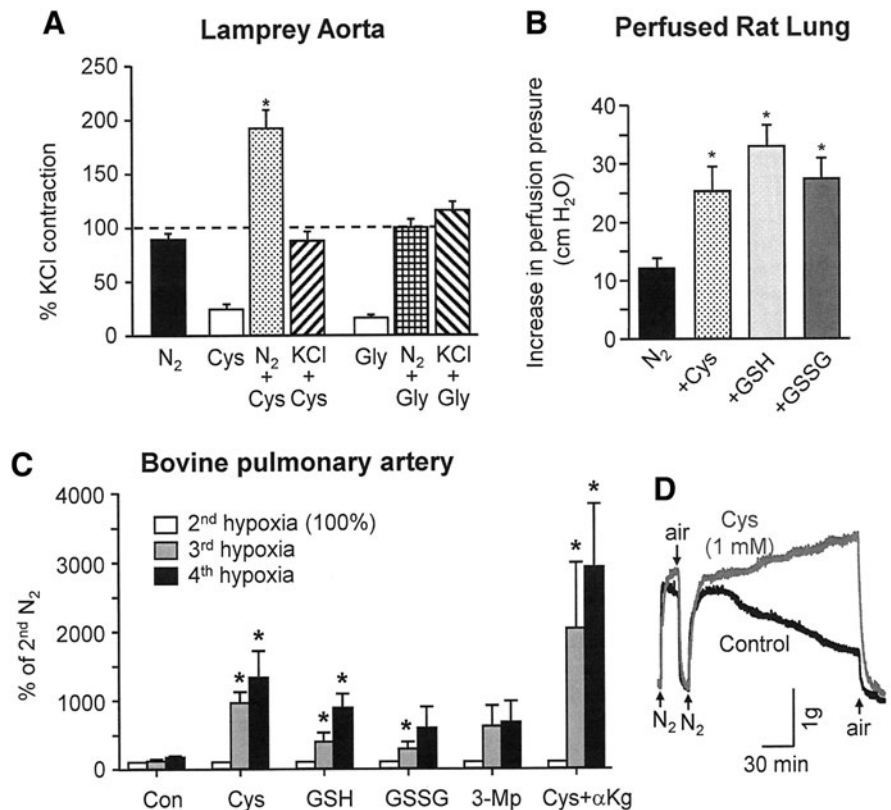 A
Lamprey Aorta
% KCl contraction
250
200
150
100
50
0
*
N2
Cys
N2
+
Cys
KCl
+
Cys
Gly
N2
+
Gly
KCl
+
Gly
B
Perfused Rat Lung
Increase in perfusion presure
(cm H2O)
40
30
20
10
0
*
*
*
N2
+Cys
+GSH
+GSSG
C
Bovine pulmonary artery
% of 2nd N2
4000
3000
2000
1000
0
2nd hypoxia (100%)
3rd hypoxia
4th hypoxia
* *
* *
*
* *
Con Cys GSH GSSG 3-Mp Cys+αKg
D
Cys
(1 mM)
air
Control
N2 N2
air
1g
30 min